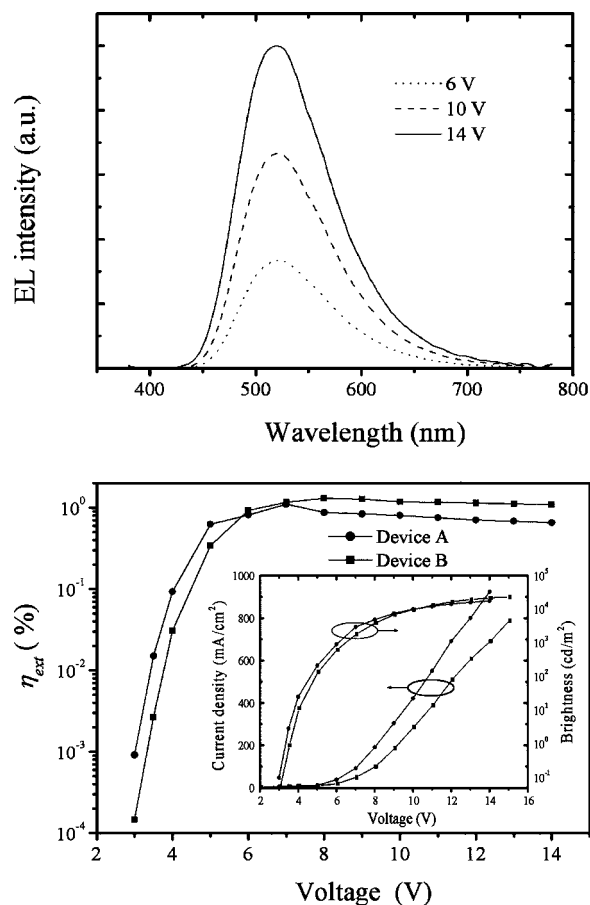 EL intensity (a.u.)
6 V
10 V
14 V
400 500 600 700 800
Wavelength (nm)
η_ext (%)
10^0
10^-1
10^-2
10^-3
10^-4
Device A
Device B
Current density (mA/cm²)
900
800
600
400
200
0
10^5
10^4
10^3
10^2
10^1
10^0
10^-1
Brightness (cd/m²)
2 4 6 8 10 12 14 16
Voltage (V)
2 4 6 8 10 12 14
Voltage (V)